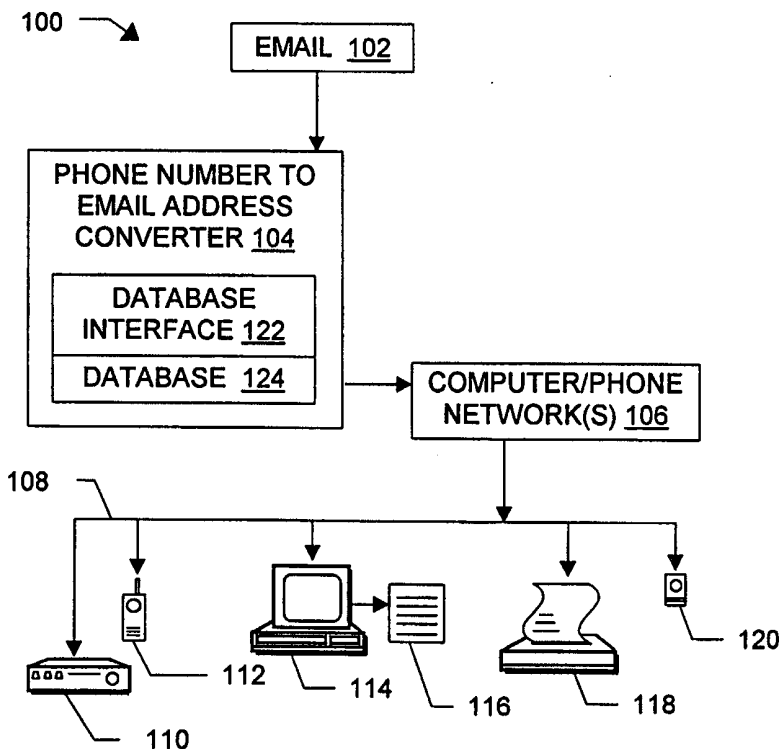 100
EMAIL 102
PHONE NUMBER TO
EMAIL ADDRESS
CONVERTER 104
DATABASE
INTERFACE 122
DATABASE 124
COMPUTER/PHONE
NETWORK(S) 106
108
112
114
116
118
120
110